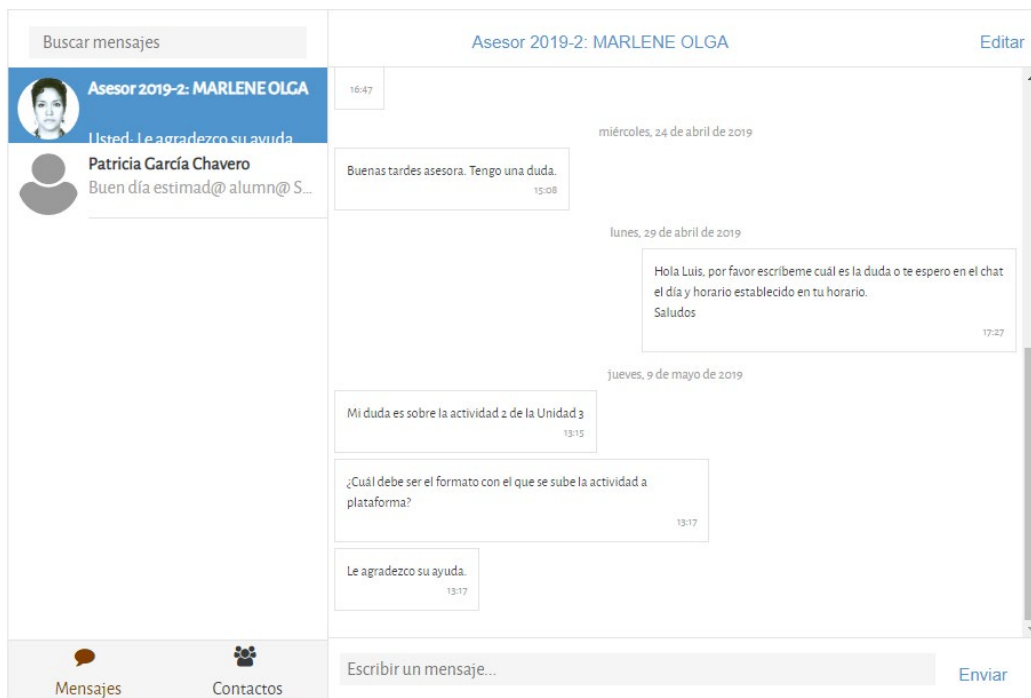 Buscar mensajes
Asesor 2019-2: MARLENE OLGA
Usted: Le agradezco su ayuda.
Patricia García Chavero
Buen día estimad@ alumn@ S...
Mensajes
Contactos
Asesor 2019-2: MARLENE OLGA
Editar
16:47
miércoles, 24 de abril de 2019
Buenas tardes asesora. Tengo una duda.
15:08
lunes, 29 de abril de 2019
Hola Luis, por favor escríbeme cuál es la duda o te espero en el chat
el día y horario establecido en tu horario.
Saludos
17:27
jueves, 9 de mayo de 2019
Mi duda es sobre la actividad 2 de la Unidad 3
13:15
¿Cuál debe ser el formato con el que se sube la actividad a
plataforma?
13:17
Le agradezco su ayuda.
13:17
Escribir un mensaje...
Enviar